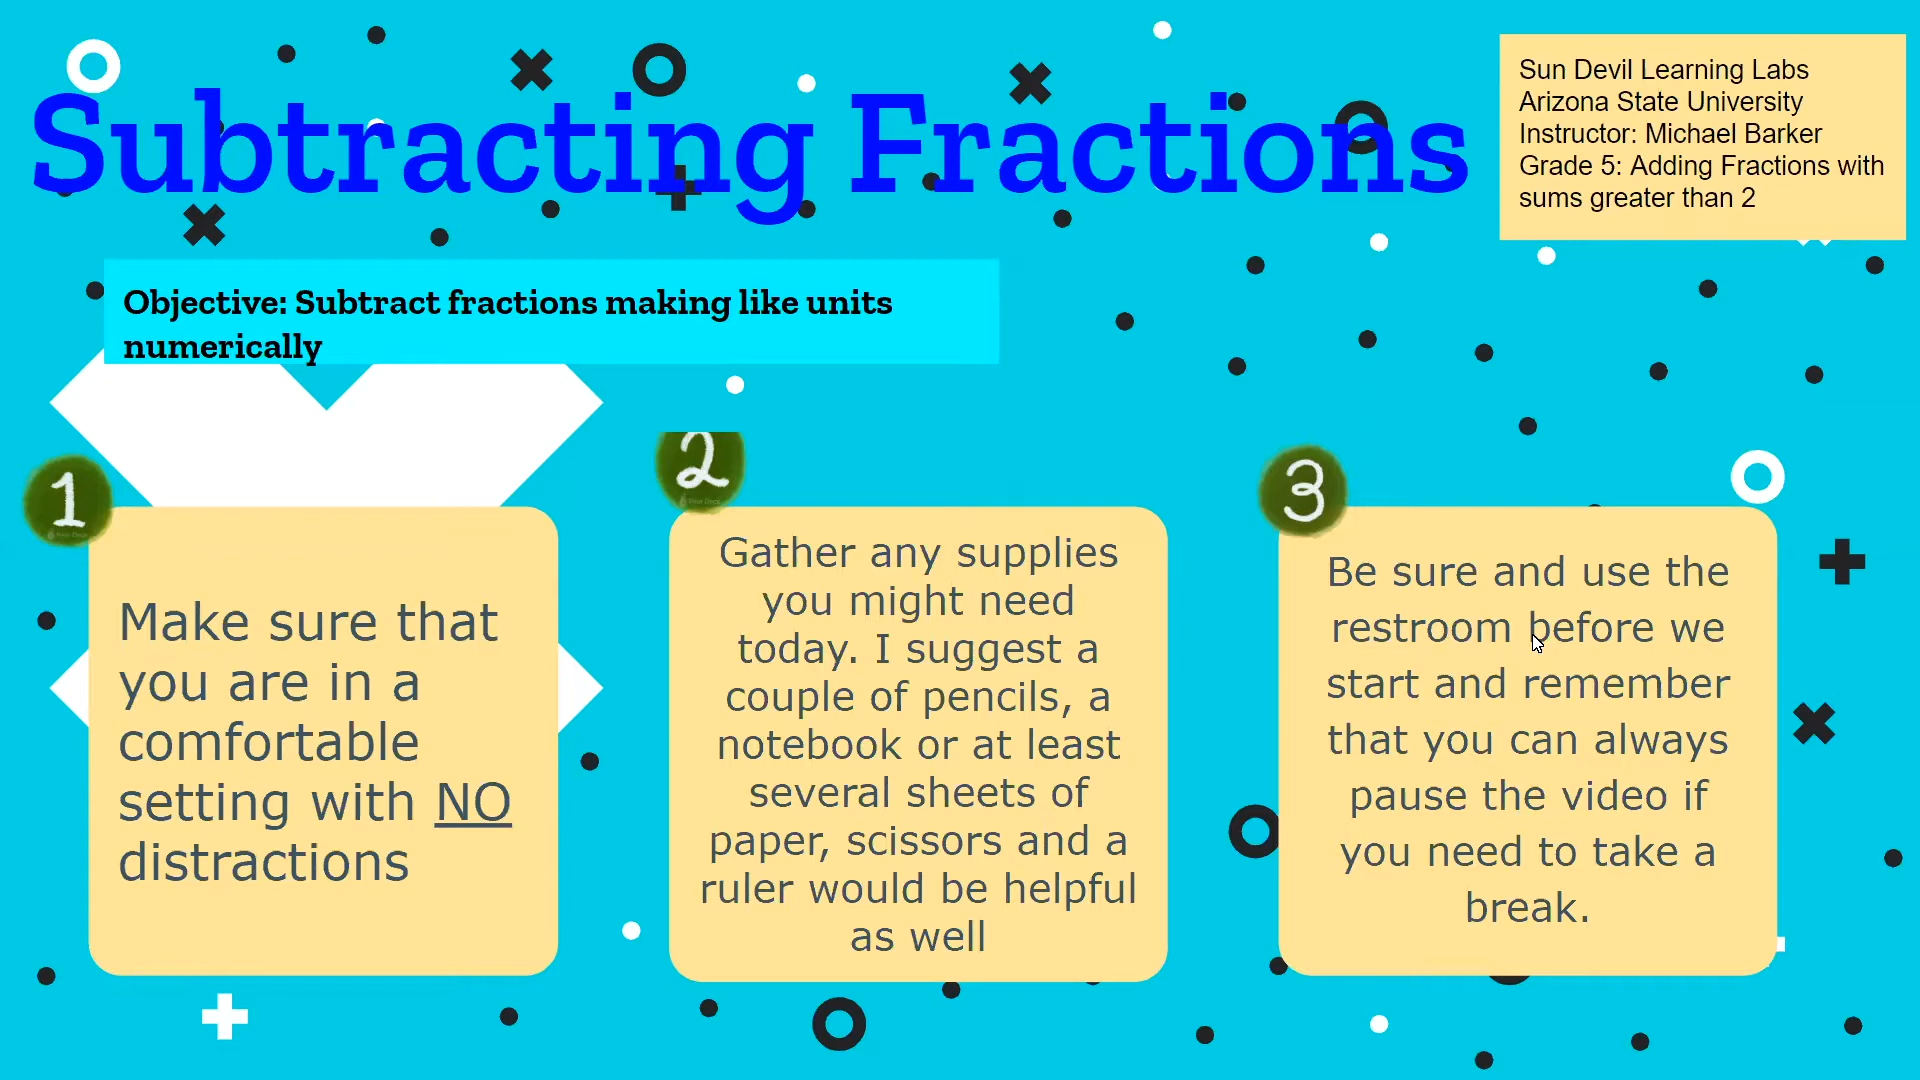 Subtracting Fractions
Sun Devil Learning Labs
Arizona State University
Instructor: Michael Barker
Grade 5: Adding Fractions with
sums greater than 2
Objective: Subtract fractions making like units
numerically
1
Make sure that
you are in a
comfortable
setting with NO
distractions
2
Gather any supplies
you might need
today. I suggest a
couple of pencils, a
notebook or at least
several sheets of
paper, scissors and a
ruler would be helpful
as well
3
Be sure and use the
restroom before we
start and remember
that you can always
pause the video if
you need to take a
break.